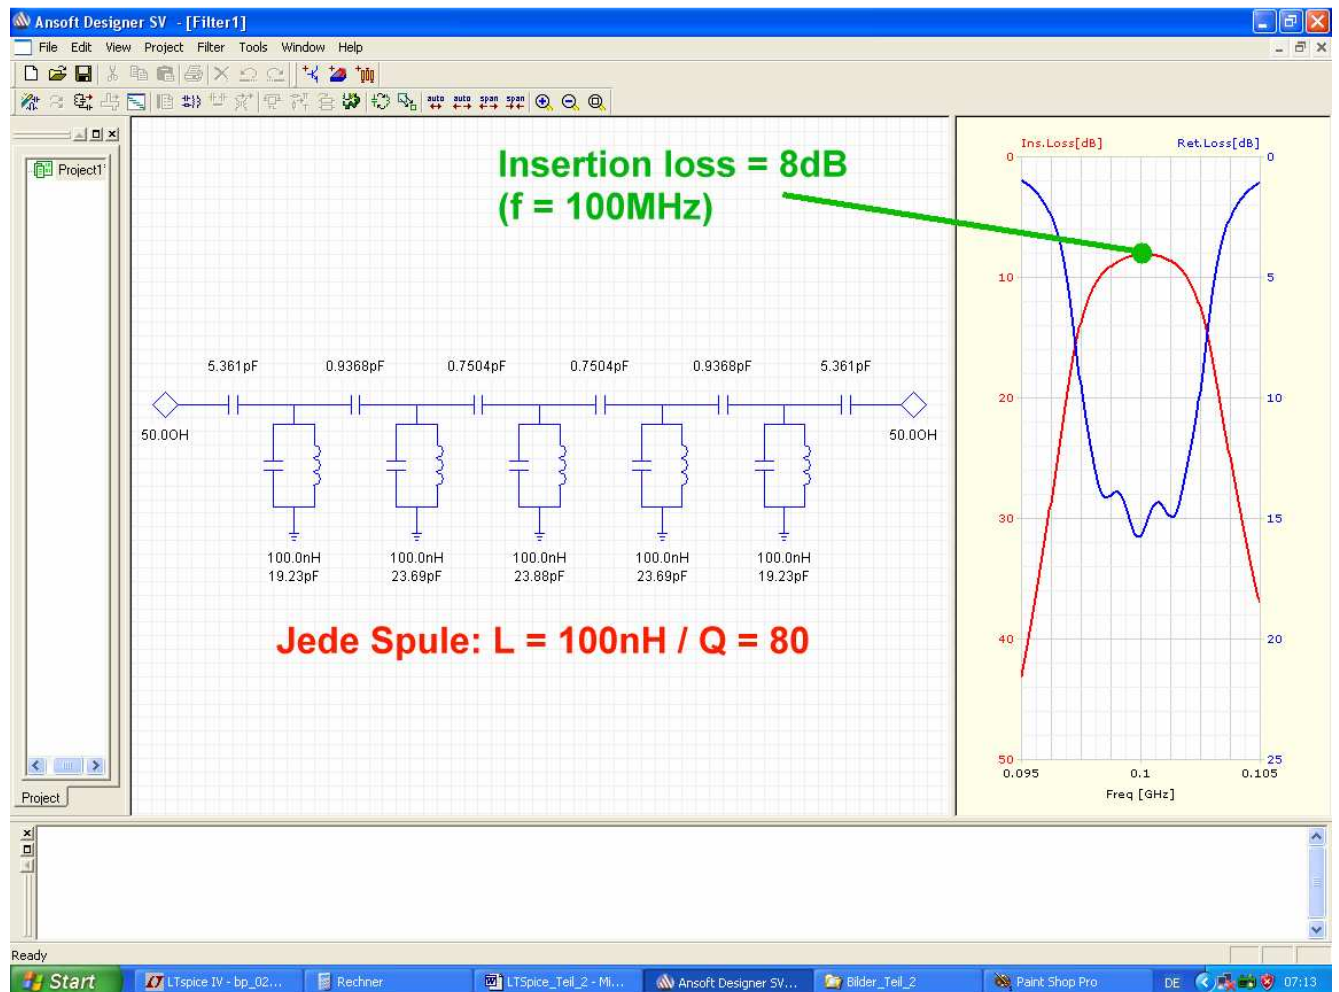 Ansoft Designer SV - [Filter1]
File Edit View Project Filter Tools Window Help
auto auto span span
Project1
Insertion loss = 8dB
(f = 100MHz)
5.361pF 0.9368pF 0.7504pF 0.7504pF 0.9368pF 5.361pF
50.0OH 50.0OH
100.0nH 100.0nH 100.0nH 100.0nH 100.0nH
19.23pF 23.69pF 23.88pF 23.69pF 19.23pF
Jede Spule: L = 100nH / Q = 80
Ins.Loss[dB] Ret.Loss[dB]
0 0
10 5
20 10
30 15
40 20
50 25
0.095 0.1 0.105
Freq [GHz]
Project
Ready
Start LTspice IV - bp_02... Rechner LTSpice_Teil_2 - Mi... Ansoft Designer SV... Bilder_Teil_2 Paint Shop Pro DE 07:13